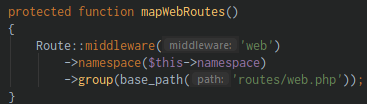 protected function mapWebRoutes()
{
Route::middleware( middleware: 'web')
->namespace($this->namespace)
->group(base_path( path: 'routes/web.php'));
}